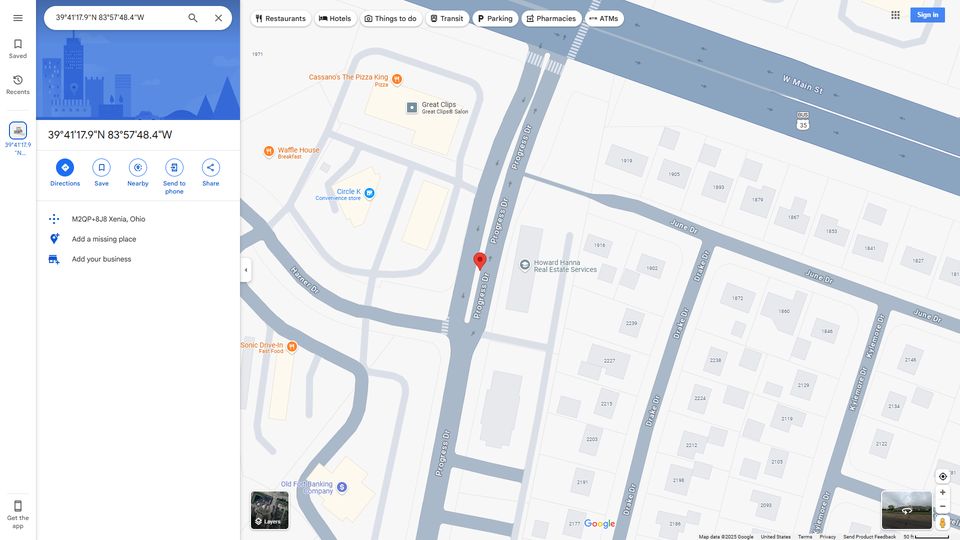 39°41'17.9"N 83°57'48.4"W
Restaurants
Hotels
Things to do
Transit
Parking
Pharmacies
ATMs
Sign in
Saved
Recents
39°41'17.9
"N...
39°41'17.9"N 83°57'48.4"W
Directions
Save
Nearby
Send to
phone
Share
M2QP+8J8 Xenia, Ohio
Add a missing place
Add your business
Get the
app
1971
Cassano's The Pizza King
Pizza
Great Clips
Great Clips® Salon
Waffle House
Breakfast
Circle K
Convenience store
W Main St
BUS
35
Progress Dr
Progress Dr
Progress Dr
Progress Dr
Howard Hanna
Real Estate Services
Harner Dr
Sonic Drive-In
Fast Food
Old Fort Banking
Company
June Dr
June Dr
June Dr
Drake Dr
Drake Dr
Drake Dr
Drake Dr
Kylemore Dr
Kylemore Dr
Kylemore Dr
1919
1905
1893
1879
1867
1853
1841
1827
1916
1902
1872
1860
1846
2239
2227
2215
2203
2191
2177
2238
2224
2212
2198
2186
2129
2119
2105
2093
2146
2134
2122
Layers
Google
Map data ©2025 Google
United States
Terms
Privacy
Send Product Feedback
50 ft